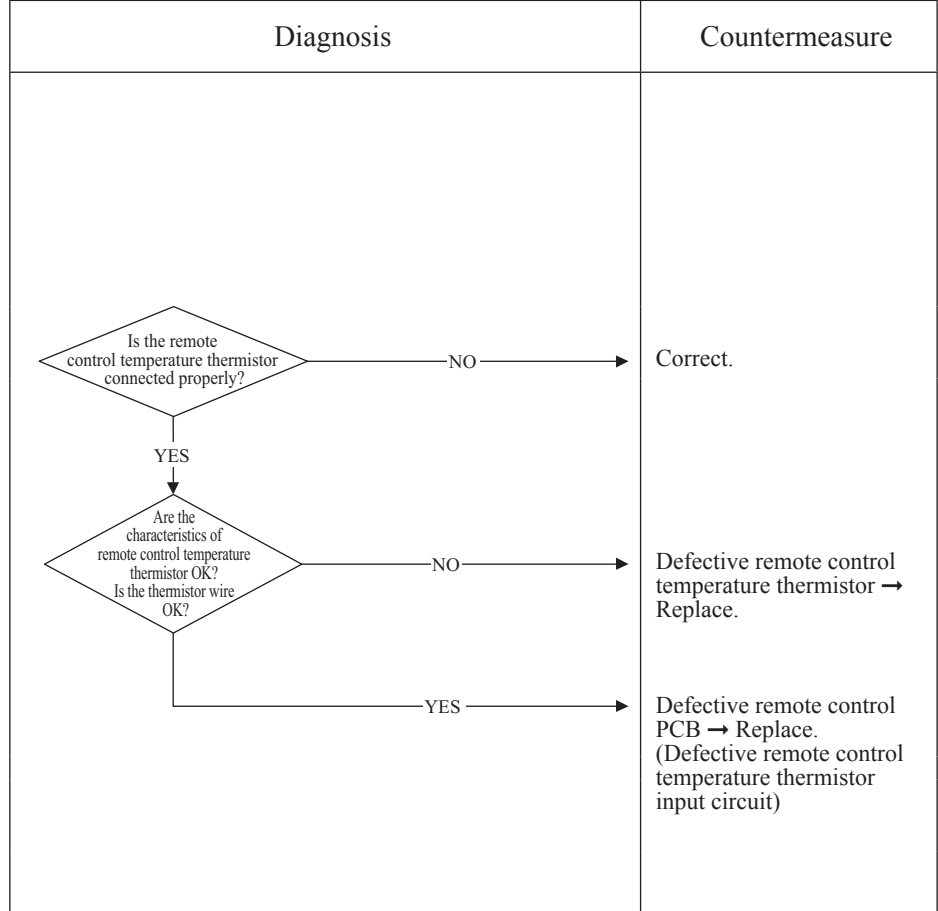 Diagnosis
Countermeasure
Is the remote
control temperature thermistor
connected properly?
NO
Correct.
YES
Are the
characteristics of
remote control temperature
thermistor OK?
Is the thermistor wire
OK?
NO
Defective remote control
temperature thermistor →
Replace.
YES
Defective remote control
PCB → Replace.
(Defective remote control
temperature thermistor
input circuit)